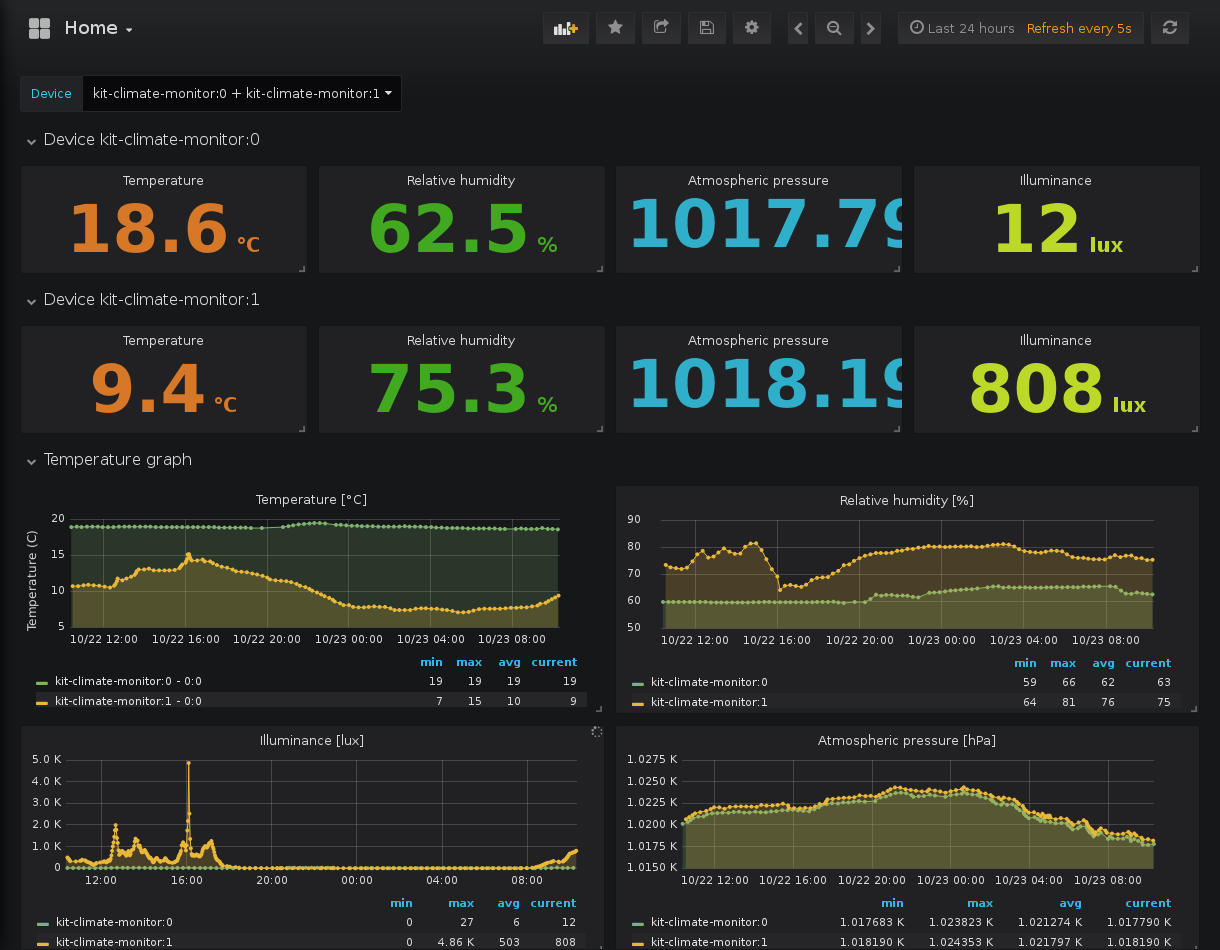 Home
Last 24 hours Refresh every 5s
Device kit-climate-monitor:0 + kit-climate-monitor:1
Device kit-climate-monitor:0
Temperature Relative humidity Atmospheric pressure Illuminance
18.6 °C 62.5 % 1017.79 12 lux
Device kit-climate-monitor:1
Temperature Relative humidity Atmospheric pressure Illuminance
9.4 °C 75.3 % 1018.19 808 lux
Temperature graph
Temperature [°C]
Temperature (C)
20
15
10
5
10/22 12:00 10/22 16:00 10/22 20:00 10/23 00:00 10/23 04:00 10/23 08:00
min max avg current
kit-climate-monitor:0 - 0:0 19 19 19 19
kit-climate-monitor:1 - 0:0 7 15 10 9
Relative humidity [%]
90
80
70
60
50
10/22 12:00 10/22 16:00 10/22 20:00 10/23 00:00 10/23 04:00 10/23 08:00
min max avg current
kit-climate-monitor:0 59 66 62 63
kit-climate-monitor:1 64 81 76 75
Illuminance [lux]
5.0 K
4.0 K
3.0 K
2.0 K
1.0 K
0
12:00 16:00 20:00 00:00 04:00 08:00
min max avg current
kit-climate-monitor:0 0 27 6 12
kit-climate-monitor:1 0 4.86 K 503 808
Atmospheric pressure [hPa]
1.0275 K
1.0250 K
1.0225 K
1.0200 K
1.0175 K
1.0150 K
10/22 12:00 10/22 16:00 10/22 20:00 10/23 00:00 10/23 04:00 10/23 08:00
min max avg current
kit-climate-monitor:0 1.017683 K 1.023823 K 1.021274 K 1.017790 K
kit-climate-monitor:1 1.018190 K 1.024353 K 1.021797 K 1.018190 K